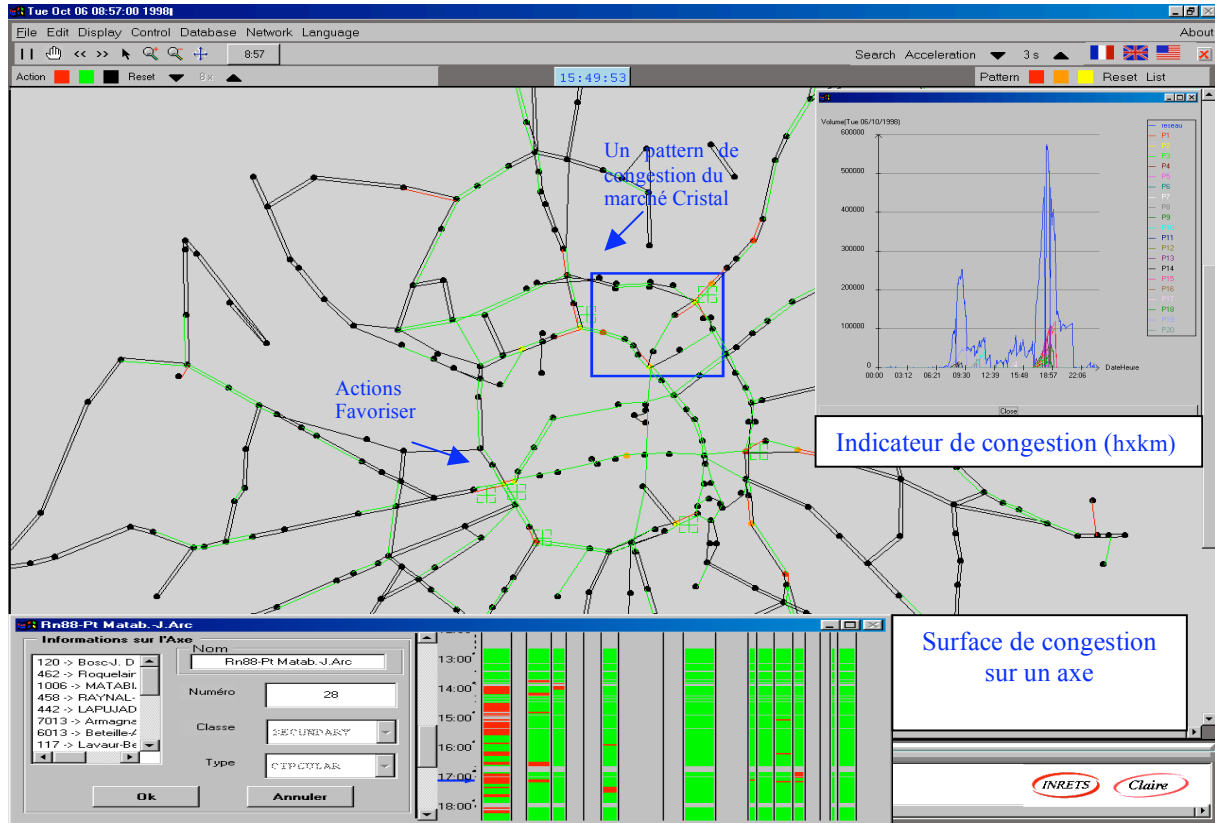 Tue Oct 06 08:57:00 1998
File Edit Display Control Database Network Language About
<< >> 8:57 Search Acceleration 3 s
Action Reset 8x 15:49:53 Pattern Reset List
Un pattern de
congestion du
marché Cristal
Actions
Favoriser
Volume(Tue 06/10/1998)
600000
500000
400000
300000
200000
100000
0
00:00 03:12 06:21 09:30 12:39 15:48 18:57 22:06 DateHeure
reseau
P1
P2
P3
P4
P5
P6
P7
P8
P9
P10
P11
P12
P13
P14
P15
P16
P17
P18
P19
P20
Close
Indicateur de congestion (hxkm)
Rn88-Pt Matab.-J.Arc
Informations sur l'Axe
120 -> Bosc-J. D
462 -> Roquelair
1006 -> MATABI.
458 -> RAYNAL-
442 -> LAPUJAD
7013 -> Armagna
6013 -> Beteille-/
117 -> Lavaur-Be
Nom
Rn88-Pt Matab.-J.Arc
Numéro 28
Classe SECUNDARY
Type CIRCULAR
Ok Annuler
13:00
14:00
15:00
16:00
17:00
18:00
Surface de congestion
sur un axe
INRETS Claire